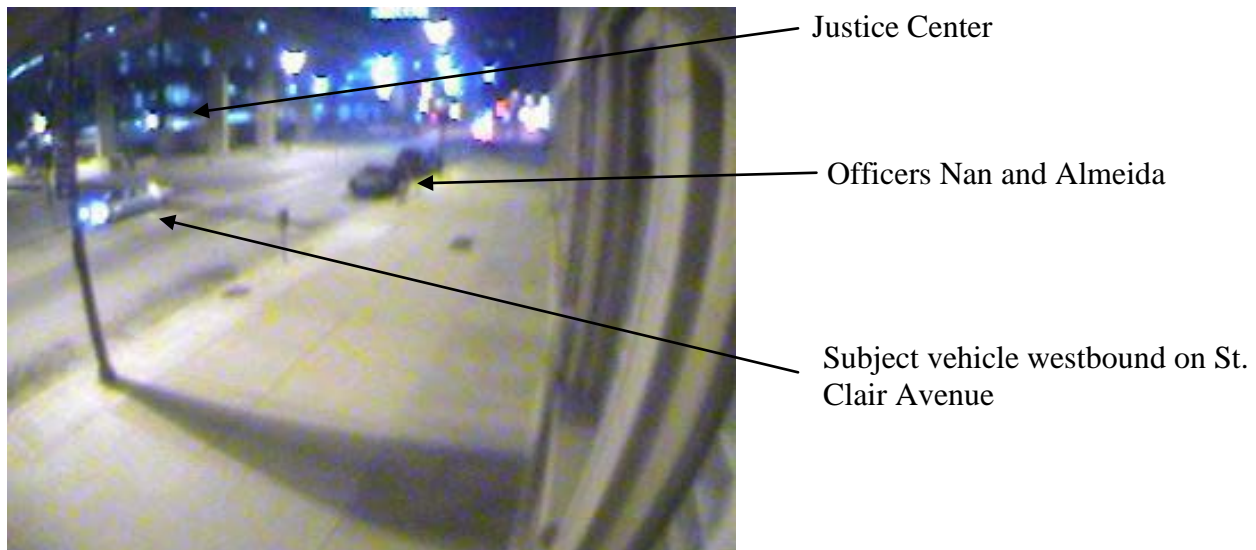 Justice Center
Officers Nan and Almeida
Subject vehicle westbound on St.
Clair Avenue